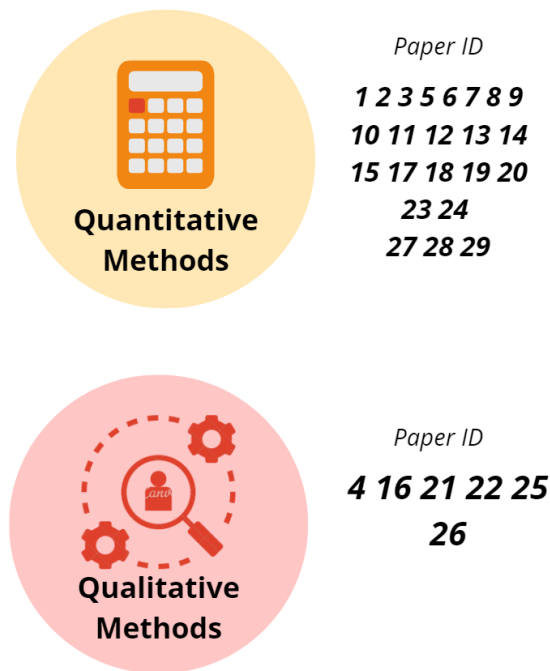 Paper ID
1 2 3 5 6 7 8 9
10 11 12 13 14
15 17 18 19 20
23 24
27 28 29
Quantitative
Methods
Paper ID
4 16 21 22 25
26
Qualitative
Methods